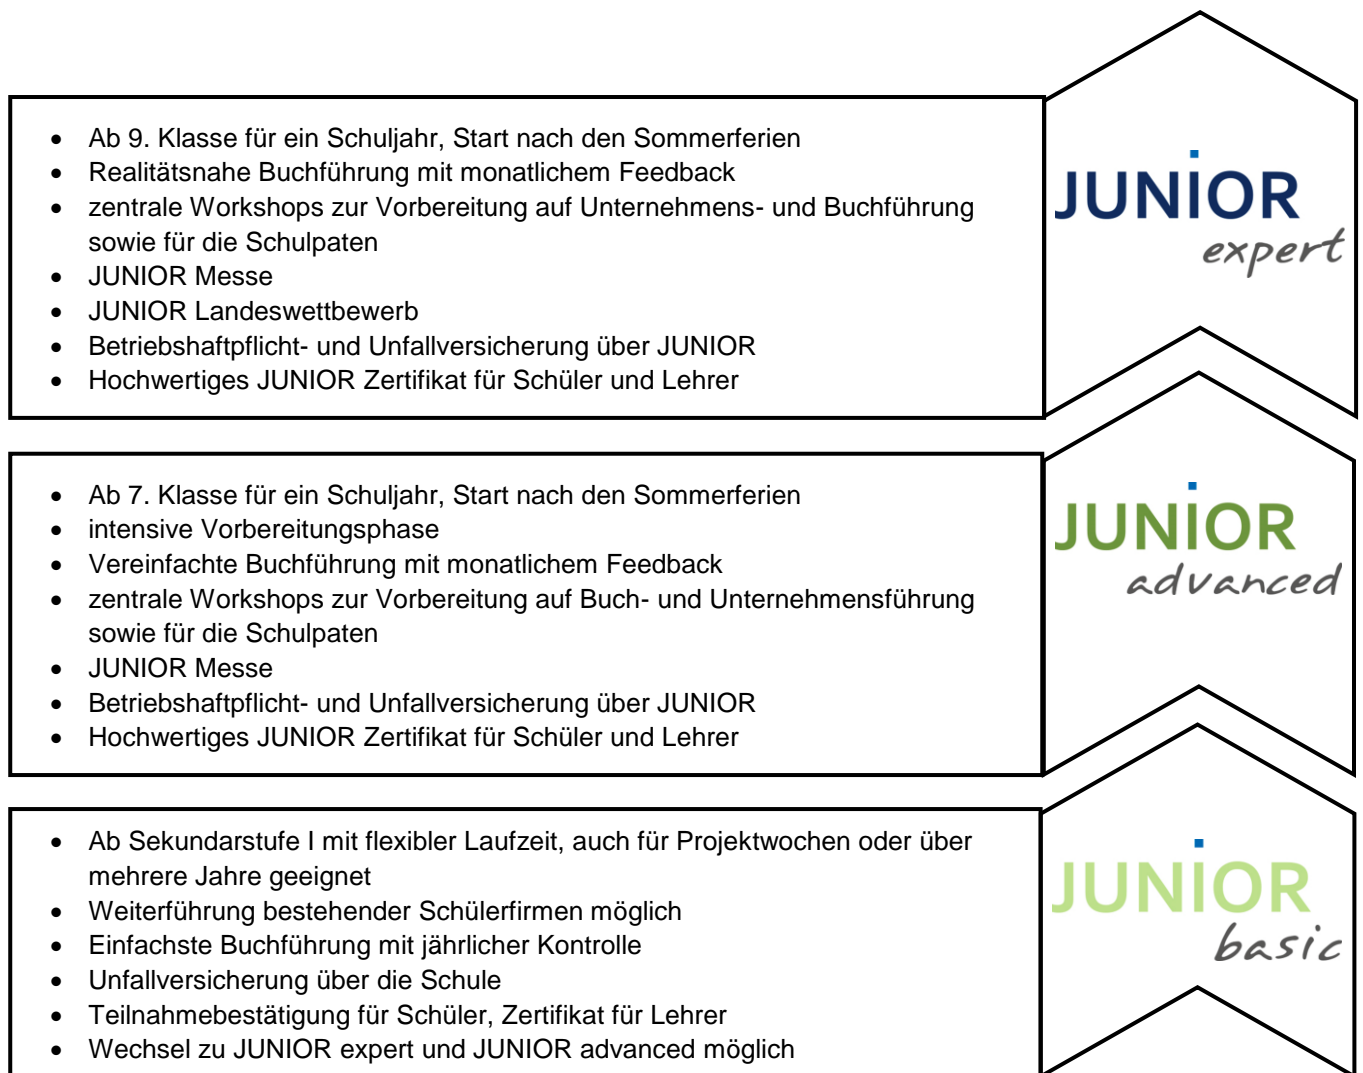 • Ab 9. Klasse für ein Schuljahr, Start nach den Sommerferien
• Realitätsnahe Buchführung mit monatlichem Feedback
• zentrale Workshops zur Vorbereitung auf Unternehmens- und Buchführung
sowie für die Schulpaten
• JUNIOR Messe
• JUNIOR Landeswettbewerb
• Betriebshaftpflicht- und Unfallversicherung über JUNIOR
• Hochwertiges JUNIOR Zertifikat für Schüler und Lehrer
JUNIOR
expert
• Ab 7. Klasse für ein Schuljahr, Start nach den Sommerferien
• intensive Vorbereitungsphase
• Vereinfachte Buchführung mit monatlichem Feedback
• zentrale Workshops zur Vorbereitung auf Buch- und Unternehmensführung
sowie für die Schulpaten
• JUNIOR Messe
• Betriebshaftpflicht- und Unfallversicherung über JUNIOR
• Hochwertiges JUNIOR Zertifikat für Schüler und Lehrer
JUNIOR
advanced
• Ab Sekundarstufe I mit flexibler Laufzeit, auch für Projektwochen oder über
mehrere Jahre geeignet
• Weiterführung bestehender Schülerfirmen möglich
• Einfachste Buchführung mit jährlicher Kontrolle
• Unfallversicherung über die Schule
• Teilnahmebestätigung für Schüler, Zertifikat für Lehrer
• Wechsel zu JUNIOR expert und JUNIOR advanced möglich
JUNIOR
basic